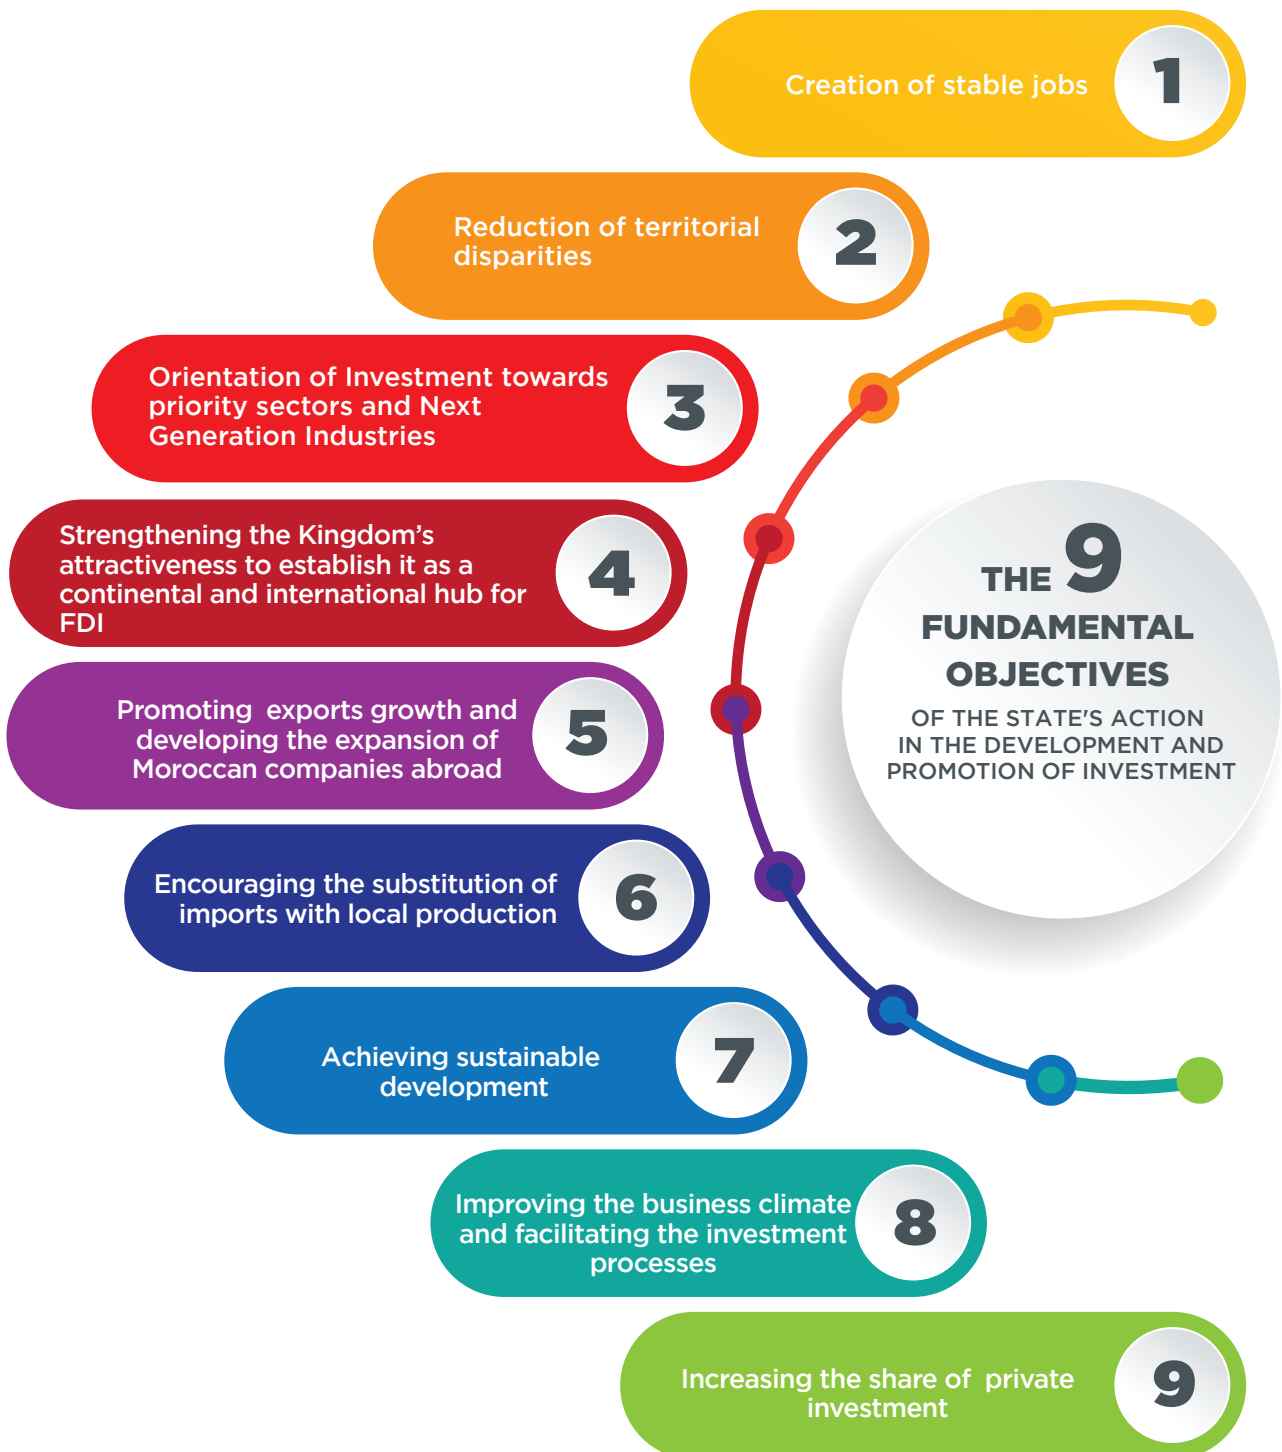 Creation of stable jobs
1
Reduction of territorial
disparities
2
Orientation of Investment towards
priority sectors and Next
Generation Industries
3
Strengthening the Kingdom’s
attractiveness to establish it as a
continental and international hub for
FDI
4
Promoting  exports growth and
developing the expansion of
Moroccan companies abroad
5
Encouraging the substitution of
imports with local production
6
Achieving sustainable
development
7
Improving the business climate
and facilitating the investment
processes
8
Increasing the share of  private
investment
9
THE 9
FUNDAMENTAL
OBJECTIVES
OF THE STATE'S ACTION
IN THE DEVELOPMENT AND
PROMOTION OF INVESTMENT